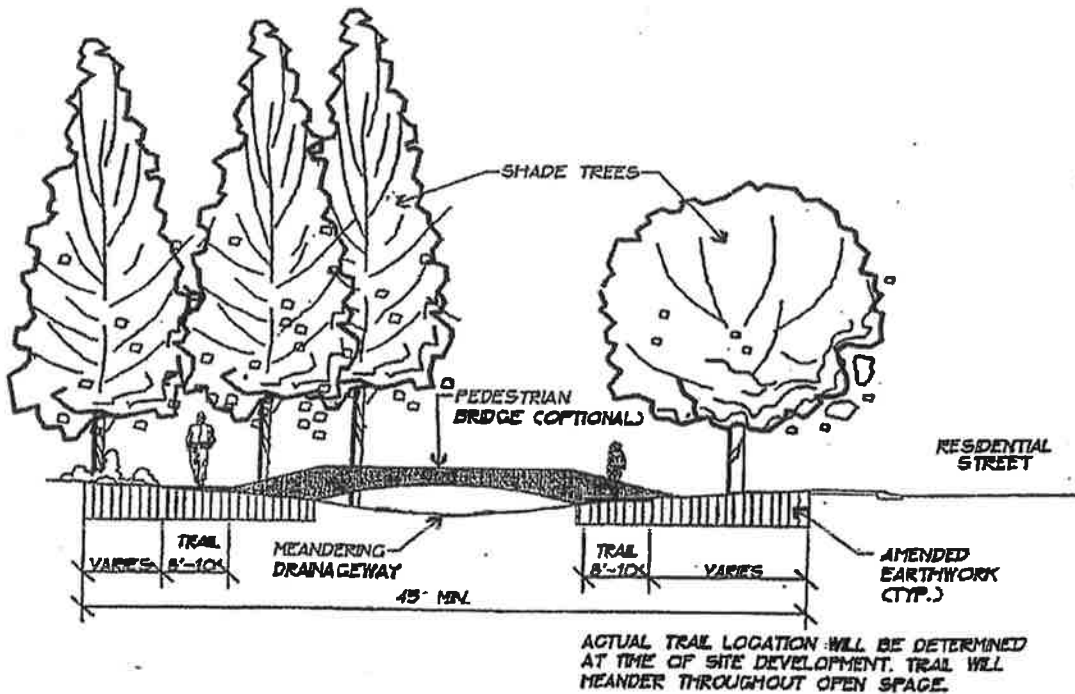 SHADE TREES
PEDESTRIAN
BRIDGE (OPTIONAL)
RESIDENTIAL
STREET
MEANDERING
DRAINAGEWAY
VARIES
TRAIL
8'-10'
TRAIL
8'-10'
VARIES
AMENDED
EARTHWORK
(TYP.)
45' MIN.
ACTUAL TRAIL LOCATION WILL BE DETERMINED
AT TIME OF SITE DEVELOPMENT. TRAIL WILL
MEANDER THROUGHOUT OPEN SPACE.